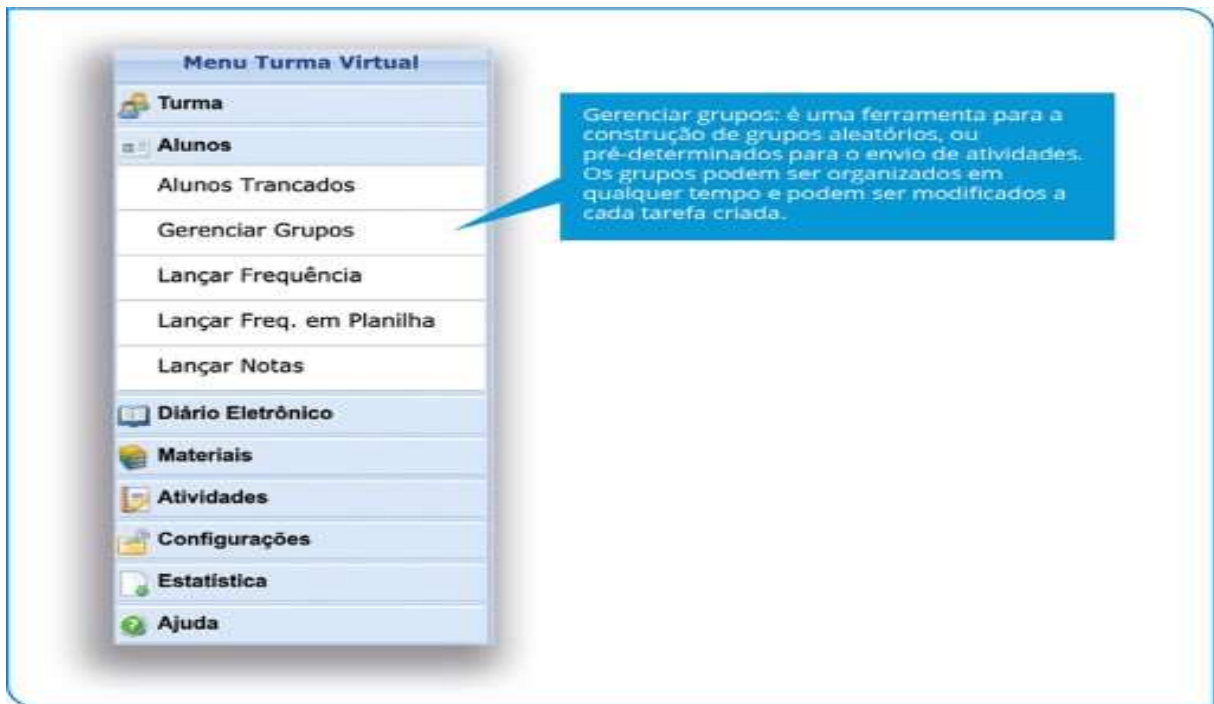 Menu Turma Virtual
Turma
Alunos
Alunos Trancados
Gerenciar Grupos
Lançar Frequência
Lançar Freq. em Planilha
Lançar Notas
Diário Eletrônico
Materiais
Atividades
Configurações
Estatística
Ajuda
Gerenciar grupos: é uma ferramenta para a
construção de grupos aleatórios, ou
pré-determinados para o envio de atividades.
Os grupos podem ser organizados em
qualquer tempo e podem ser modificados a
cada tarefa criada.